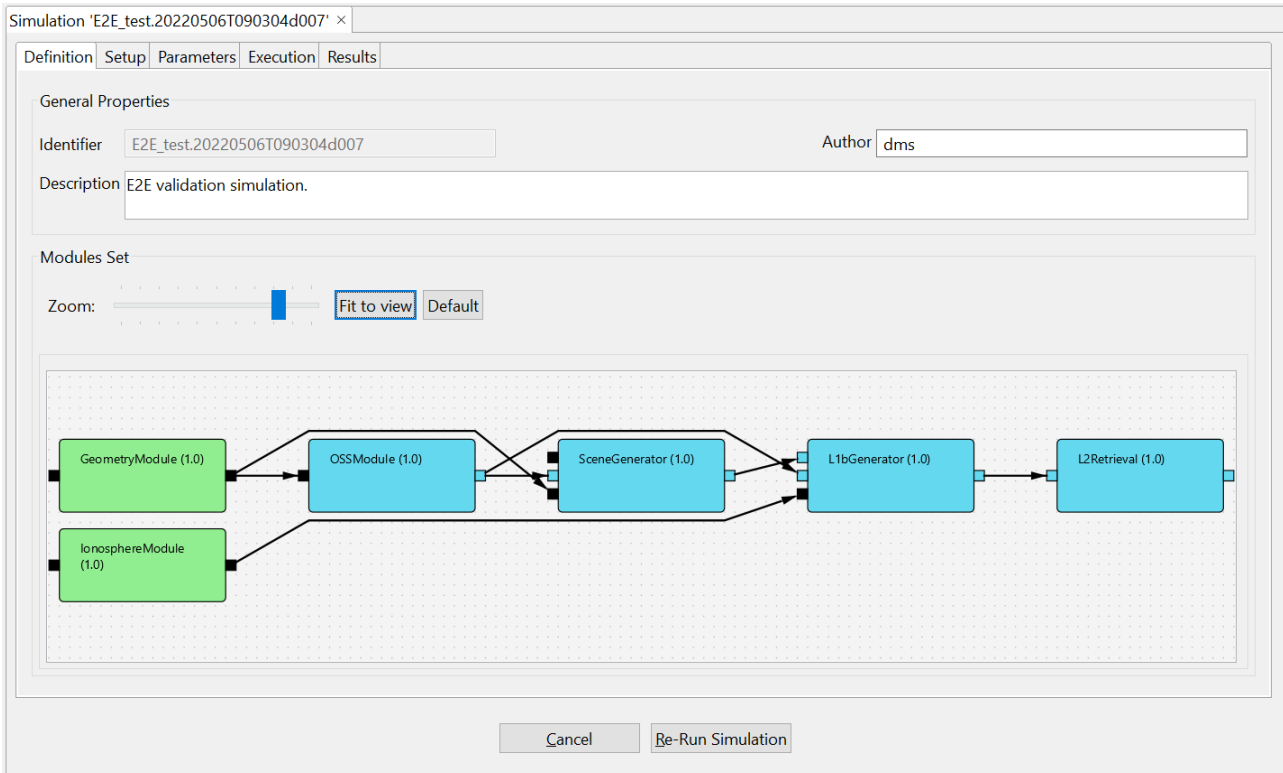 Simulation 'E2E_test.20220506T090304d007' ×
Definition Setup Parameters Execution Results
General Properties
Identifier E2E_test.20220506T090304d007 Author dms
Description E2E validation simulation.
Modules Set
Zoom: Fit to view Default
GeometryModule (1.0) OSSModule (1.0) SceneGenerator (1.0) L1bGenerator (1.0) L2Retrieval (1.0)
IonosphereModule
(1.0)
Cancel Re-Run Simulation